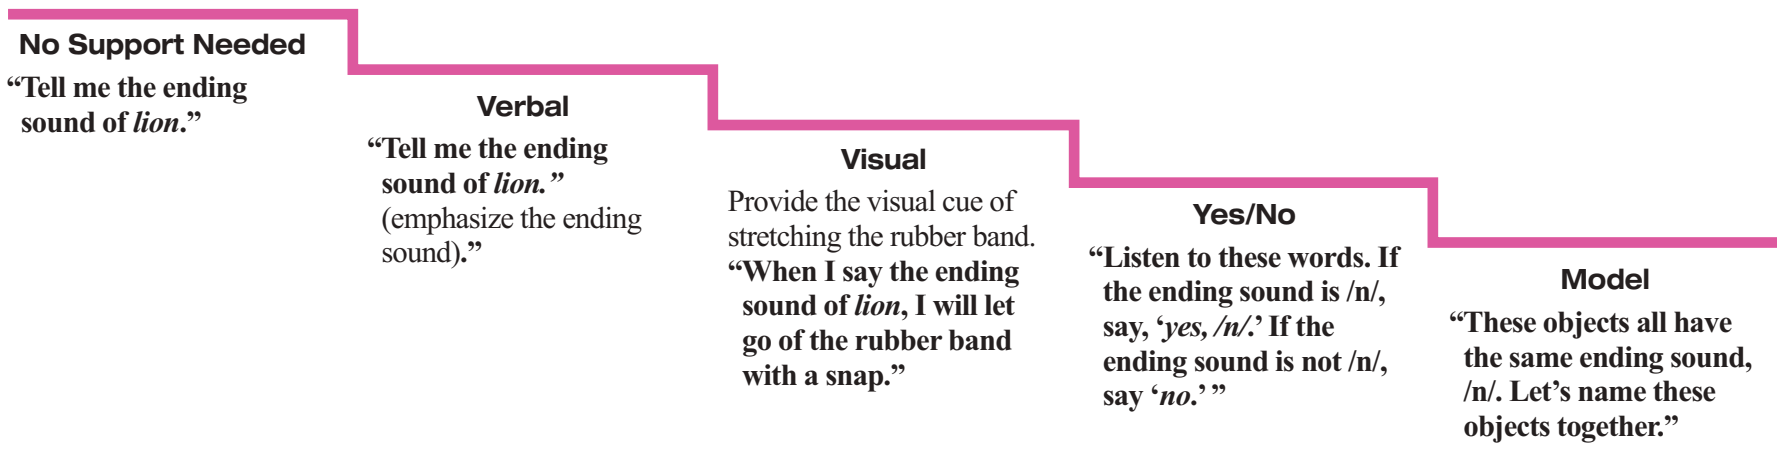 No Support Needed
“Tell me the ending
sound of lion.”
Verbal
“Tell me the ending
sound of lion.”
(emphasize the ending
sound).”
Visual
Provide the visual cue of
stretching the rubber band.
“When I say the ending
sound of lion, I will let
go of the rubber band
with a snap.”
Yes/No
“Listen to these words. If
the ending sound is /n/,
say, ‘yes, /n/.’ If the
ending sound is not /n/,
say ‘no.’ ”
Model
“These objects all have
the same ending sound,
/n/. Let’s name these
objects together.”